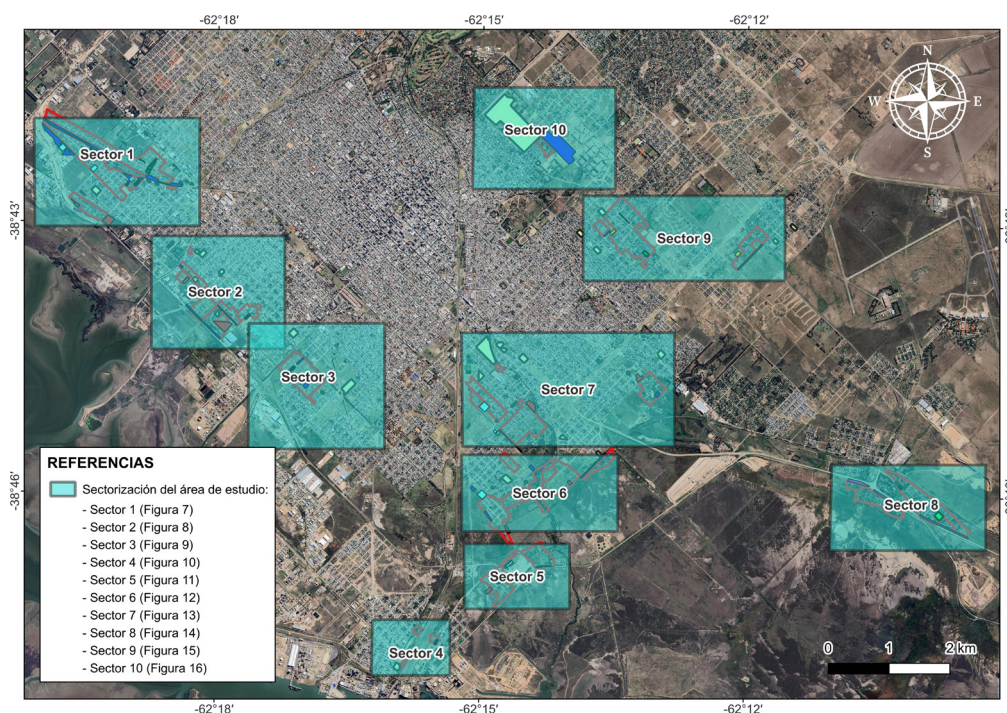 -62°18'
-62°15'
-62°12'
N
W
E
S
Sector 10
Sector 1
-38°43'
Sector 9
Sector 2
Sector 3
Sector 7
REFERENCIAS
Sectorización del área de estudio:
- Sector 1 (Figura 7)
- Sector 2 (Figura 8)
- Sector 3 (Figura 9)
- Sector 4 (Figura 10)
- Sector 5 (Figura 11)
- Sector 6 (Figura 12)
- Sector 7 (Figura 13)
- Sector 8 (Figura 14)
- Sector 9 (Figura 15)
- Sector 10 (Figura 16)
-38°46'
Sector 6
Sector 8
Sector 5
Sector 4
0
1
2 km
-62°18'
-62°15'
-62°12'